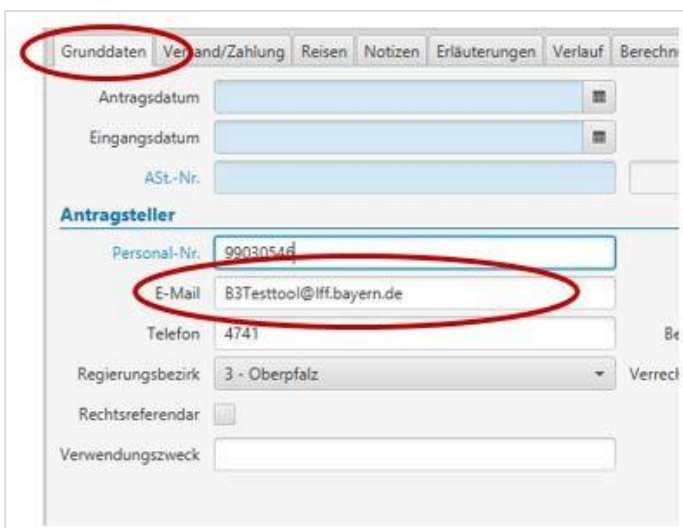 Grunddaten Versand/Zahlung Reisen Notizen Erläuterungen Verlauf
Antragsdatum
Eingangsdatum
ASt.-Nr.
Antragsteller
Personal-Nr. 99030546
E-Mail B3Testtool@lff.bayern.de
Telefon 4741
Regierungsbezirk 3 - Oberpfalz
Rechtsreferendar
Verwendungszweck